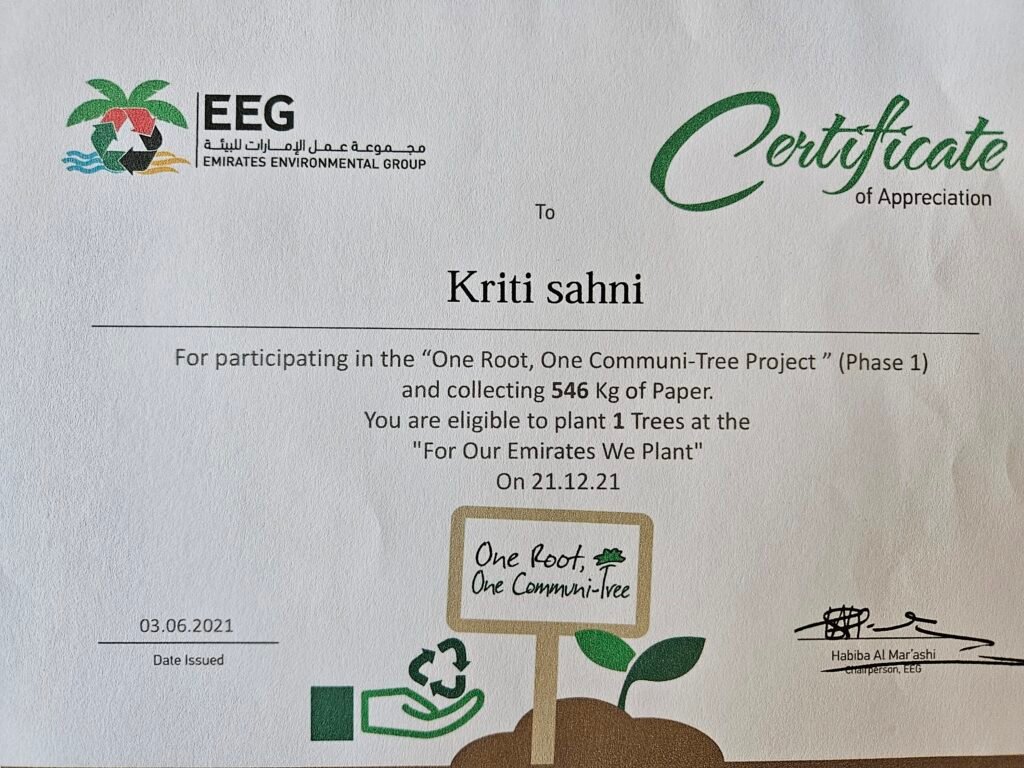 EEG
مجموعة عمل الإمارات للبيئة
EMIRATES ENVIRONMENTAL GROUP
Certificate
of Appreciation
To
Kriti sahni
For participating in the “One Root, One Communi-Tree Project ” (Phase 1)
and collecting 546 Kg of Paper.
You are eligible to plant 1 Trees at the
"For Our Emirates We Plant"
On 21.12.21
One Root,
One Communi-Tree
03.06.2021
Date Issued
Habiba Al Mar'ashi
Chairperson, EEG